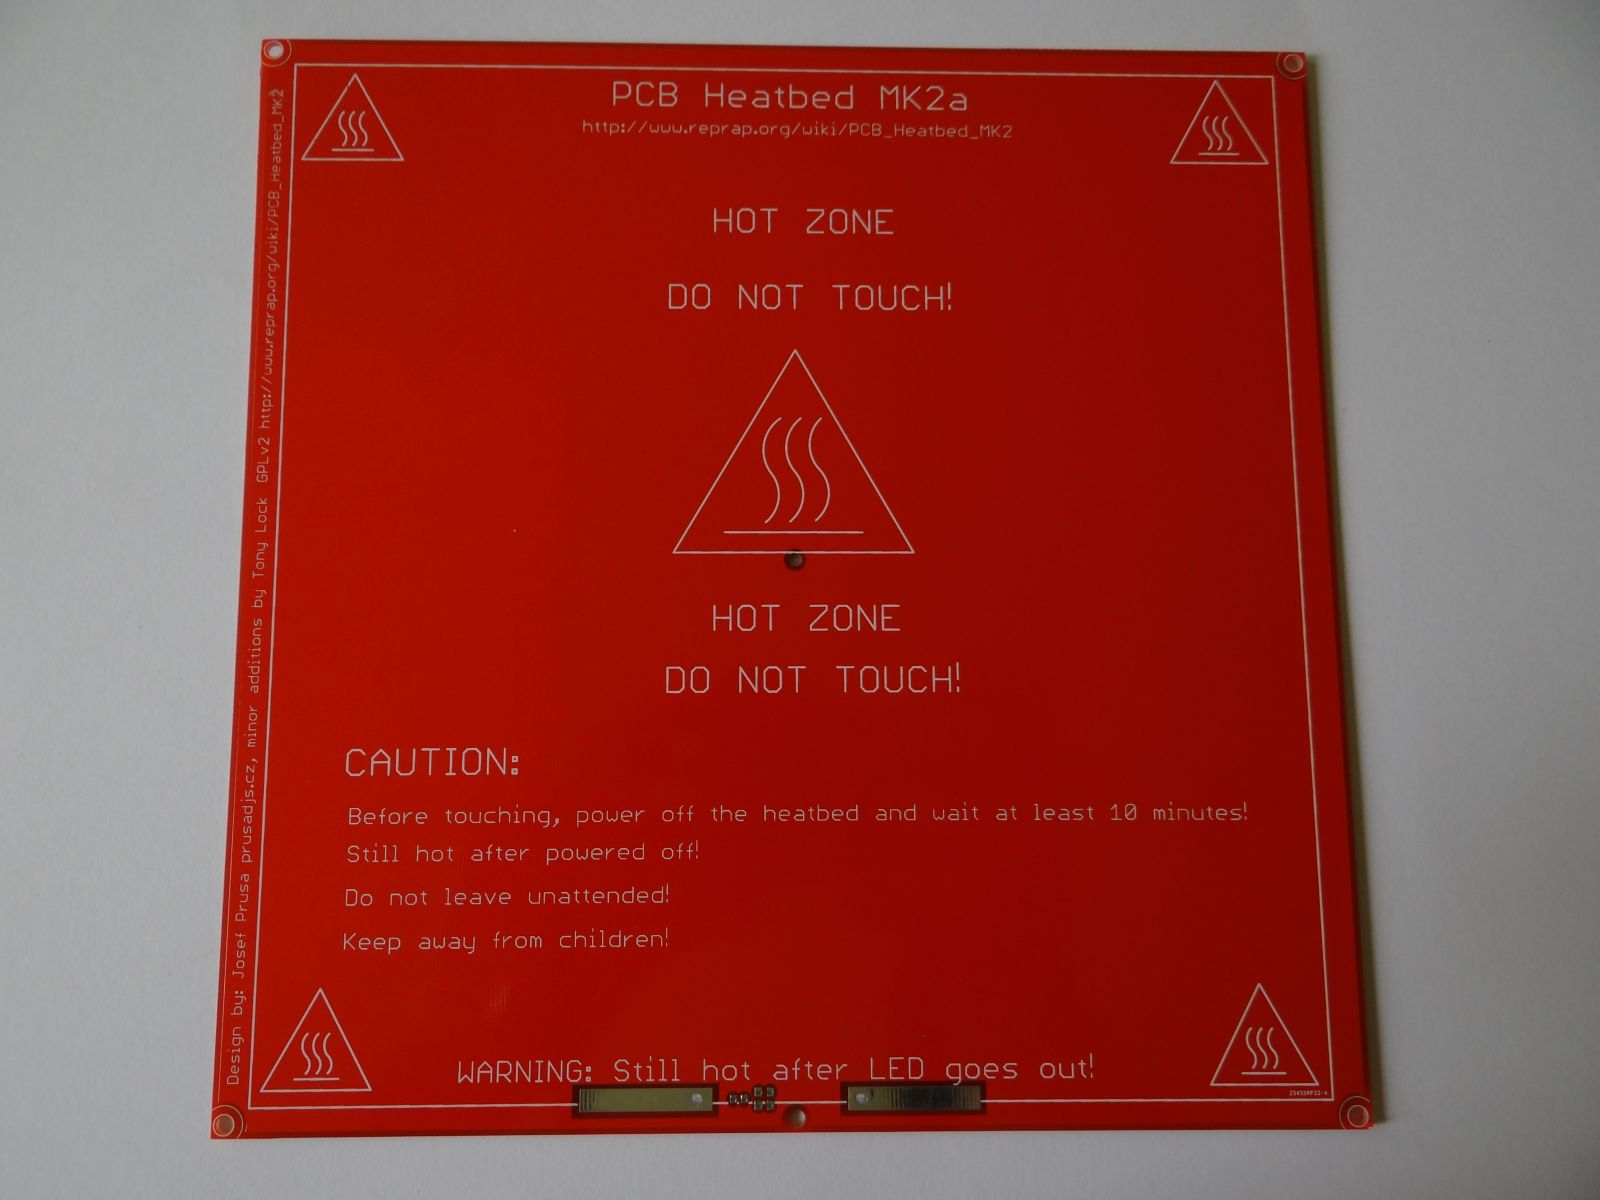 PCB Heatbed MK2a
http://www.reprap.org/wiki/PCB_Heatbed_MK2
HOT ZONE
DO NOT TOUCH!
HOT ZONE
DO NOT TOUCH!
CAUTION:
Before touching, power off the heatbed and wait at least 10 minutes!
Still hot after powered off!
Do not leave unattended!
Keep away from children!
WARNING: Still hot after LED goes out!
Design by: Josef Prusa prusadjs.cz, minor additions by Tony Lock GPLv2 http://www.reprap.org/wiki/PCB_Heatbed_MK2